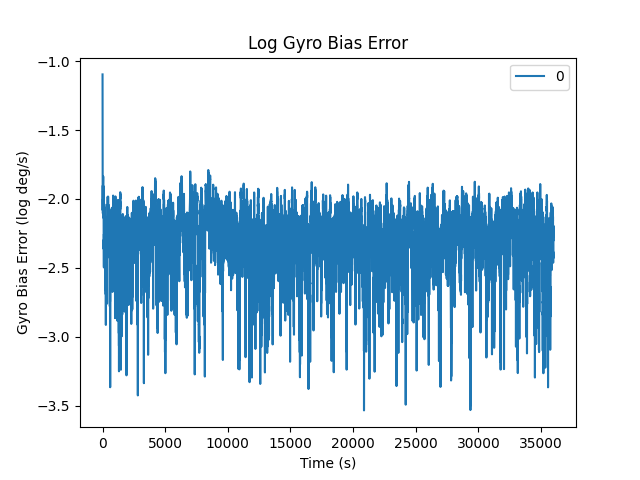 Log Gyro Bias Error
0
Gyro Bias Error (log deg/s)
−1.0
−1.5
−2.0
−2.5
−3.0
−3.5
0 5000 10000 15000 20000 25000 30000 35000
Time (s)